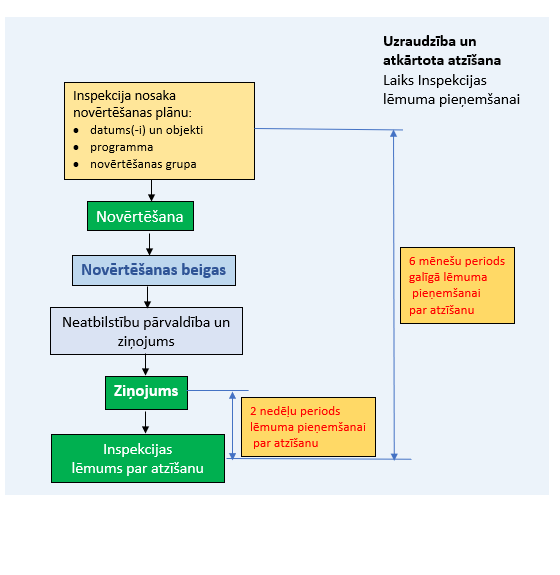 Uzraudzība un
atkārtota atzīšana
Laiks Inspekcijas
lēmuma pieņemšanai
Inspekcija nosaka
novērtēšanas plānu:
• datums(-i) un objekti
• programma
• novērtēšanas grupa
Novērtēšana
Novērtēšanas beigas
6 mēnešu periods
galīgā lēmuma
pieņemšanai
par atzīšanu
Neatbilstību pārvaldība un
ziņojums
Ziņojums
2 nedēļu periods
lēmuma pieņemšanai
par atzīšanu
Inspekcijas
lēmums par atzīšanu